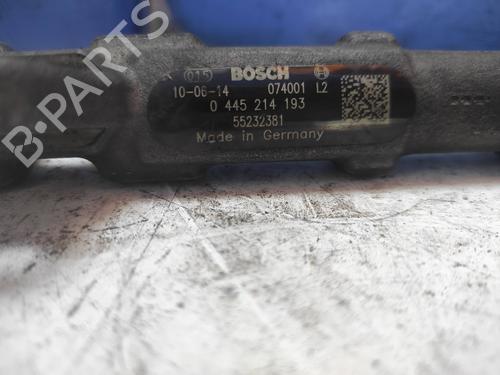 B-PARTS
BOSCH
10-06-14 074001 L2
0 445 214 193
55232381
Made in Germany